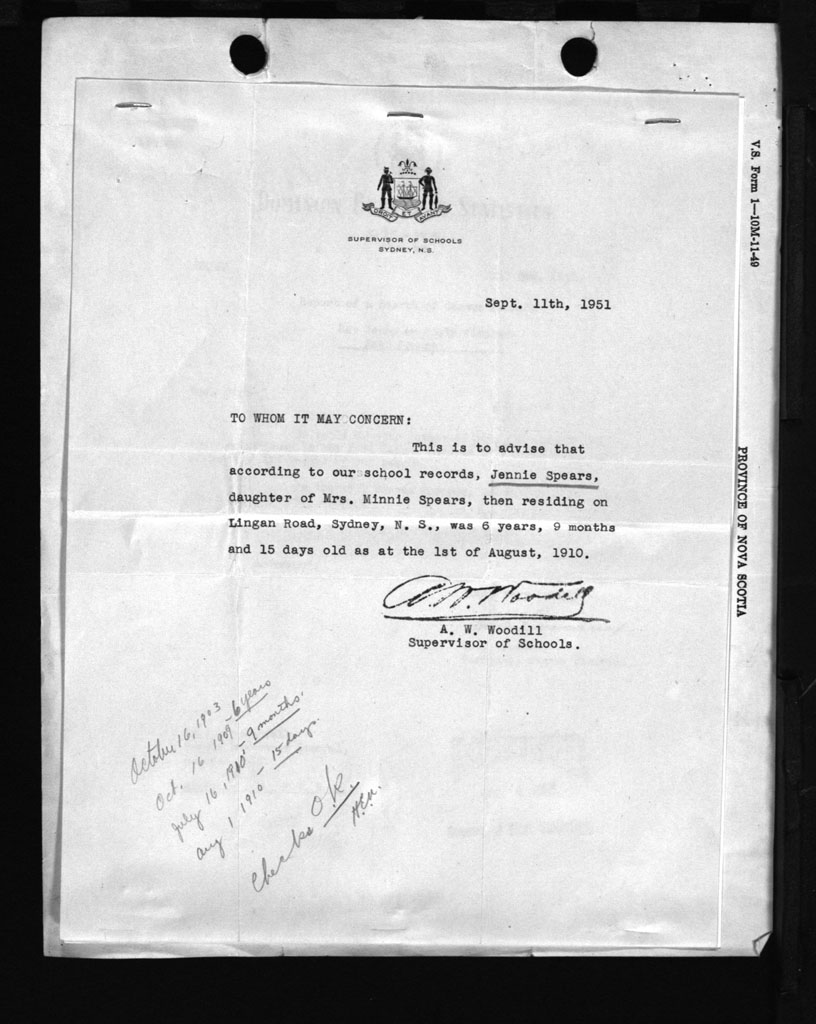 DROIT ET AVANT
SUPERVISOR OF SCHOOLS
SYDNEY, N.S.
Sept. 11th, 1951
TO WHOM IT MAY CONCERN:
This is to advise that
according to our school records, Jennie Spears,
daughter of Mrs. Minnie Spears, then residing on
Lingan Road, Sydney, N. S., was 6 years, 9 months
and 15 days old as at the 1st of August, 1910.
A. W. Woodill
A. W. Woodill
Supervisor of Schools.
October 16, 1903
Oct. 16 1909 - 6 years
July 16, 1910 - 9 months.
Aug 1, 1910 - 15 days.
Checks O.K.
V.S. Form 1—10M-11-49
PROVINCE OF NOVA SCOTIA